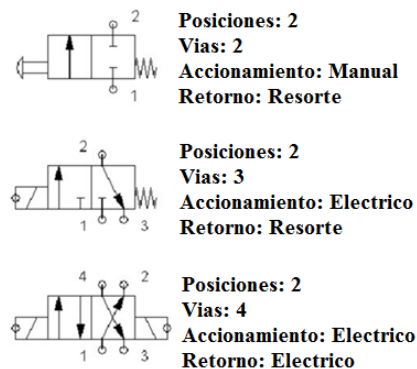 2
1
Posiciones: 2
Vias: 2
Accionamiento: Manual
Retorno: Resorte
2
1
3
Posiciones: 2
Vias: 3
Accionamiento: Electrico
Retorno: Resorte
4 2
1 3
Posiciones: 2
Vias: 4
Accionamiento: Electrico
Retorno: Electrico